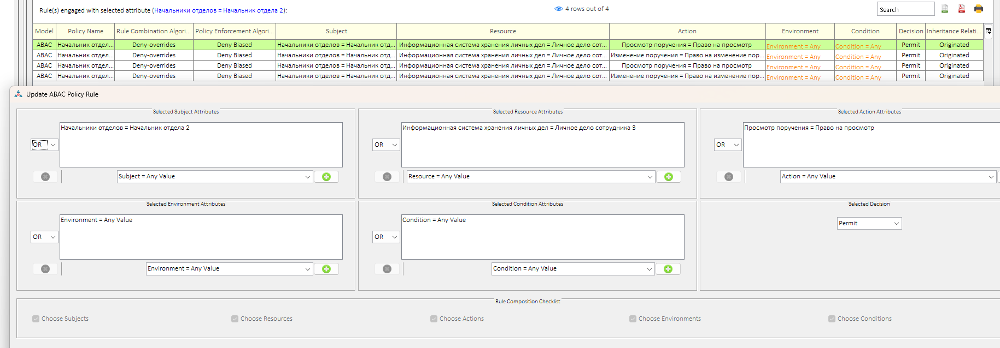 Rule(s) engaged with selected attribute (Начальники отделов = Начальник отдела 2):
4 rows out of 4
Search
Model Policy Name Rule Combination Algori... Policy Enforcement Algori... Subject Resource Action Environment Condition Decision Inheritance Relati...
ABAC Начальник отдел... Deny-overrides Deny Biased Начальники отделов = Начальник отд... Информационная система хранения личных дел = Личное дело сот... Просмотр поручения = Право на просмотр Environment = Any Condition = Any Permit Originated
ABAC Начальник отдел... Deny-overrides Deny Biased Начальники отделов = Начальник отд... Информационная система хранения личных дел = Личное дело сот... Изменение поручения = Право на изменение пор... Environment = Any Condition = Any Permit Originated
ABAC Начальник отдел... Deny-overrides Deny Biased Начальники отделов = Начальник отд... Информационная система хранения личных дел = Личное дело сот... Просмотр поручения = Право на просмотр Environment = Any Condition = Any Permit Originated
ABAC Начальник отдел... Deny-overrides Deny Biased Начальники отделов = Начальник отд... Информационная система хранения личных дел = Личное дело сот... Изменение поручения = Право на изменение пор... Environment = Any Condition = Any Permit Originated
Update ABAC Policy Rule
Selected Subject Attributes
Начальники отделов = Начальник отдела 2
OR
Subject = Any Value
Selected Resource Attributes
Информационная система хранения личных дел = Личное дело сотрудника 3
OR
Resource = Any Value
Selected Action Attributes
Просмотр поручения = Право на просмотр
OR
Action = Any Value
Selected Environment Attributes
Environment = Any Value
OR
Environment = Any Value
Selected Condition Attributes
Condition = Any Value
OR
Condition = Any Value
Selected Decision
Permit
Rule Composition Checklist
Choose Subjects Choose Resources Choose Actions Choose Environments Choose Conditions